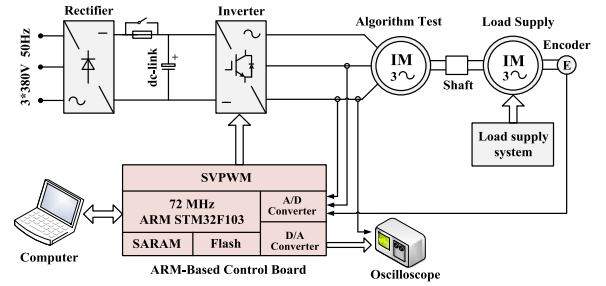 Rectifier
Inverter
Algorithm Test
Load Supply
Encoder
3*380V 50Hz
dc-link
+
IM
3
IM
3
E
Shaft
Load supply
system
SVPWM
72 MHz
ARM STM32F103
A/D
Converter
SARAM
Flash
D/A
Converter
Computer
ARM-Based Control Board
Oscilloscope